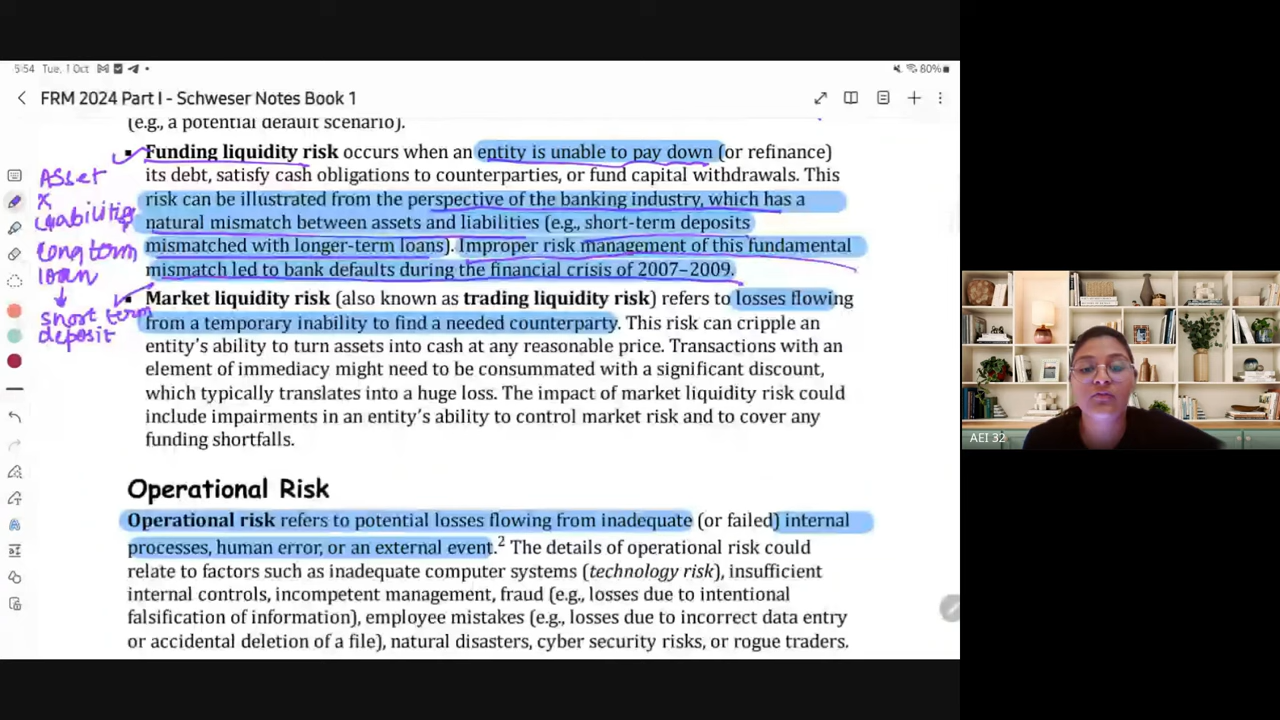 5:54 Tue, 1 Oct
80%
FRM 2024 Part I - Schweser Notes Book 1
(e.g., a potential default scenario).
▪ Funding liquidity risk occurs when an entity is unable to pay down (or refinance)
its debt, satisfy cash obligations to counterparties, or fund capital withdrawals. This
risk can be illustrated from the perspective of the banking industry, which has a
natural mismatch between assets and liabilities (e.g., short-term deposits
mismatched with longer-term loans). Improper risk management of this fundamental
mismatch led to bank defaults during the financial crisis of 2007–2009.
Asset
x
Liabilities
Long term
loan
↓
short term
deposit
▪ Market liquidity risk (also known as trading liquidity risk) refers to losses flowing
from a temporary inability to find a needed counterparty. This risk can cripple an
entity's ability to turn assets into cash at any reasonable price. Transactions with an
element of immediacy might need to be consummated with a significant discount,
which typically translates into a huge loss. The impact of market liquidity risk could
include impairments in an entity's ability to control market risk and to cover any
funding shortfalls.
Operational Risk
Operational risk refers to potential losses flowing from inadequate (or failed) internal
processes, human error, or an external event.² The details of operational risk could
relate to factors such as inadequate computer systems (technology risk), insufficient
internal controls, incompetent management, fraud (e.g., losses due to intentional
falsification of information), employee mistakes (e.g., losses due to incorrect data entry
or accidental deletion of a file), natural disasters, cyber security risks, or rogue traders.
AEI 32